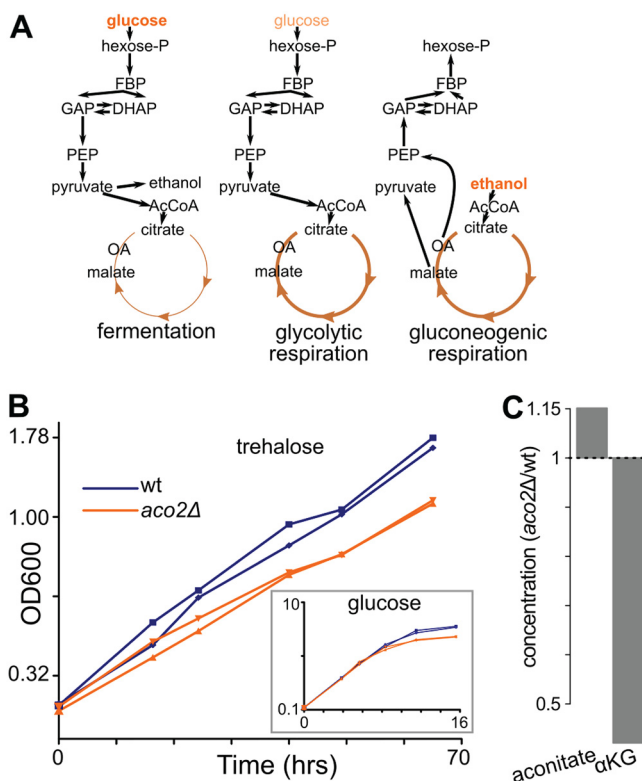 A
glucose
hexose-P
FBP
GAP
DHAP
PEP
pyruvate
ethanol
AcCoA
citrate
OA
malate
fermentation
glucose
hexose-P
FBP
GAP
DHAP
PEP
pyruvate
AcCoA
citrate
OA
malate
glycolytic
respiration
hexose-P
FBP
GAP
DHAP
PEP
pyruvate
ethanol
AcCoA
citrate
OA
malate
gluconeogenic
respiration
B
trehalose
wt
aco2Δ
OD600
1.78
1.00
0.32
0
70
Time (hrs)
glucose
10
0.1
0
16
C
concentration (aco2Δ/wt)
1.15
1
0.5
aconitate
αKG